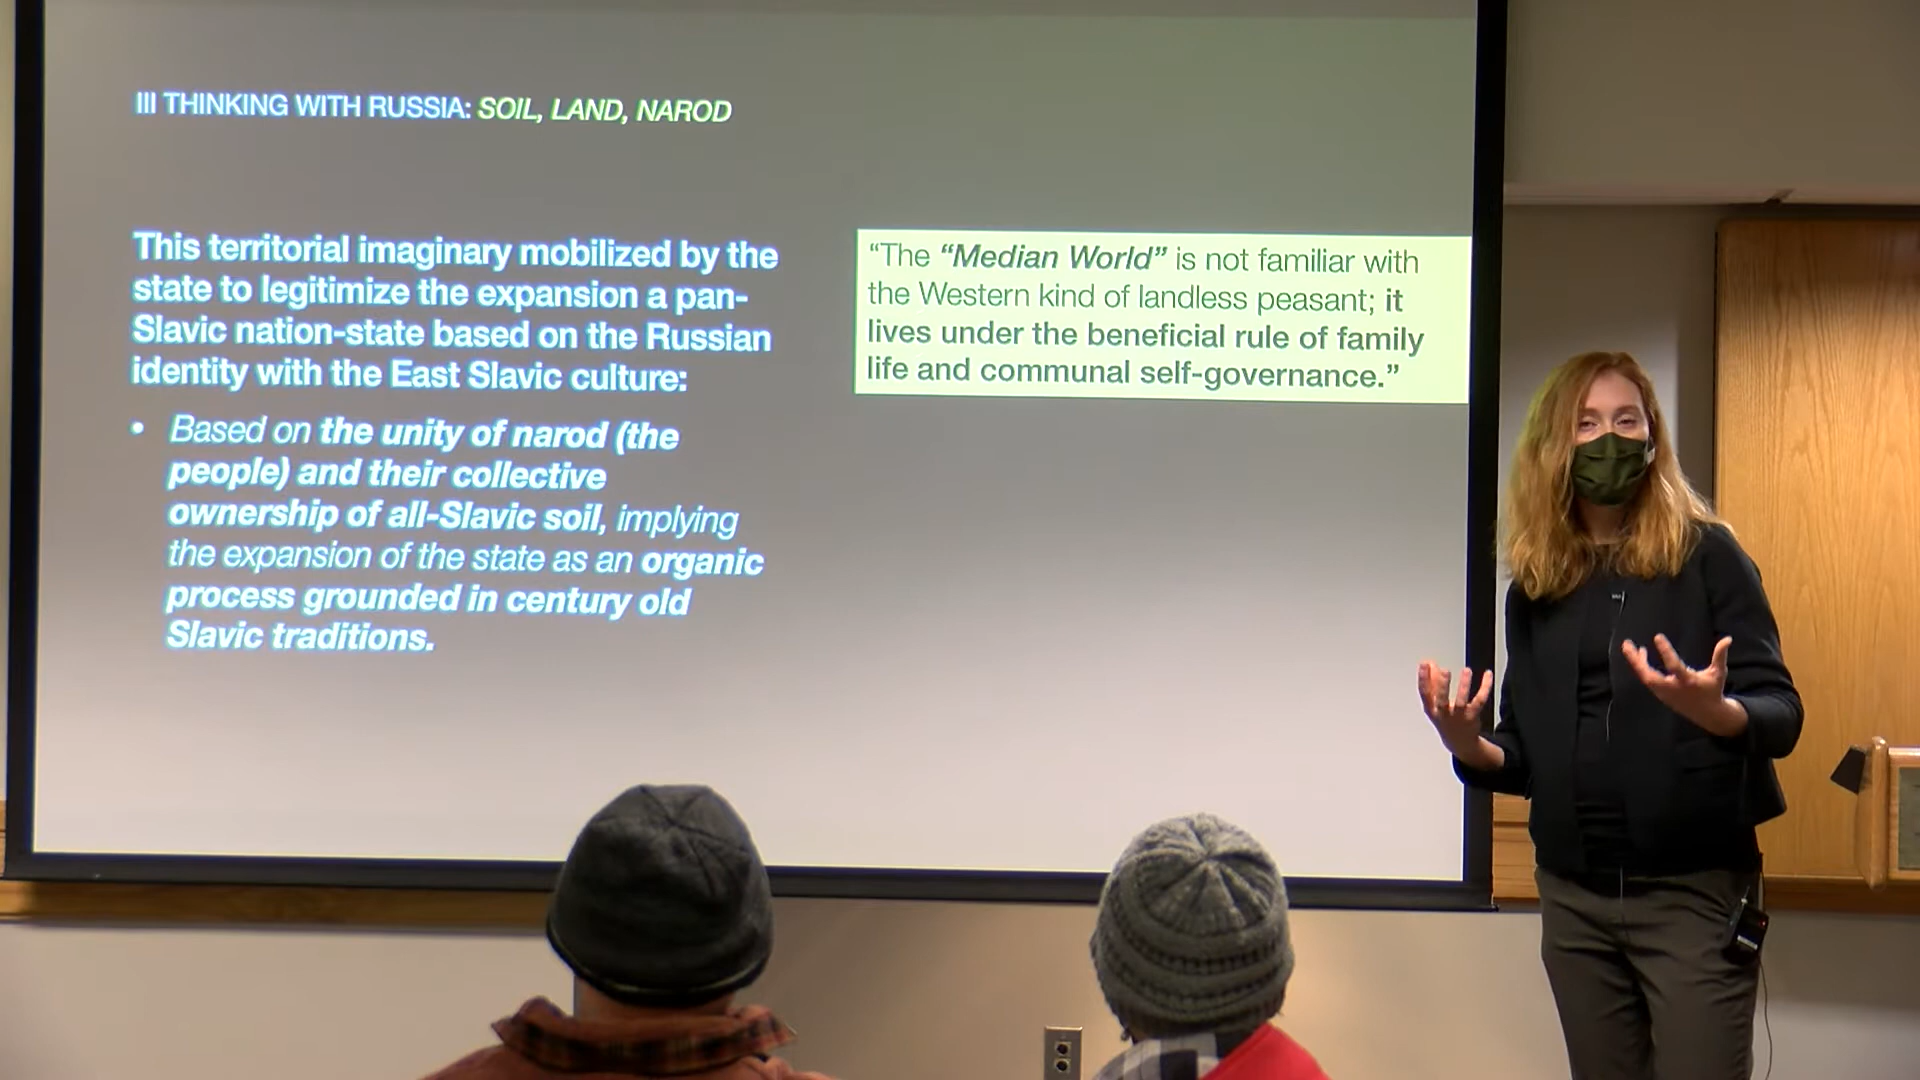 III THINKING WITH RUSSIA: SOIL, LAND, NAROD
This territorial imaginary mobilized by the
state to legitimize the expansion a pan-
Slavic nation-state based on the Russian
identity with the East Slavic culture:
• Based on the unity of narod (the
people) and their collective
ownership of all-Slavic soil, implying
the expansion of the state as an organic
process grounded in century old
Slavic traditions.
“The “Median World” is not familiar with
the Western kind of landless peasant; it
lives under the beneficial rule of family
life and communal self-governance.”